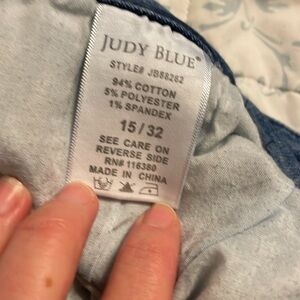 JUDY BLUE®
STYLE# JB88262
94% COTTON
5% POLYESTER
1% SPANDEX
15 / 32
SEE CARE ON
REVERSE SIDE
RN# 116380
MADE IN CHINA